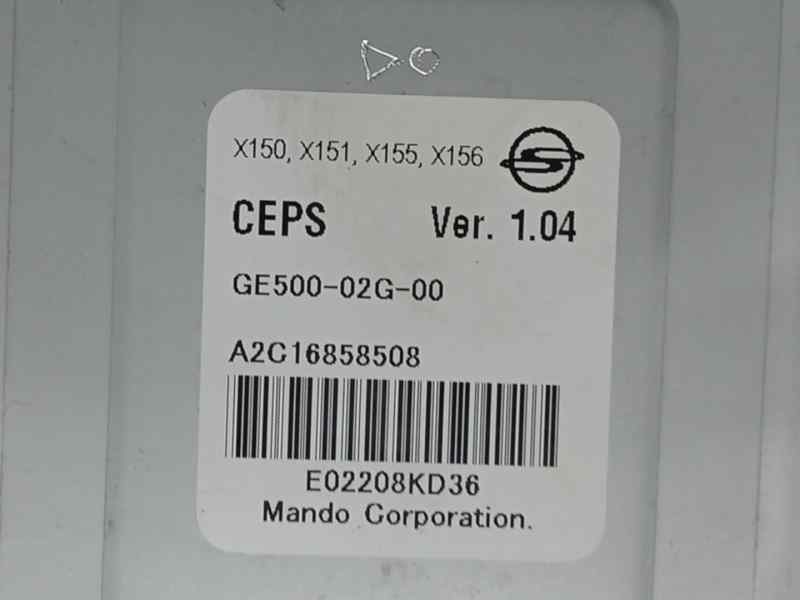 X150, X151, X155, X156
CEPS Ver. 1.04
GE500-02G-00
A2C16858508
E02208KD36
Mando Corporation.